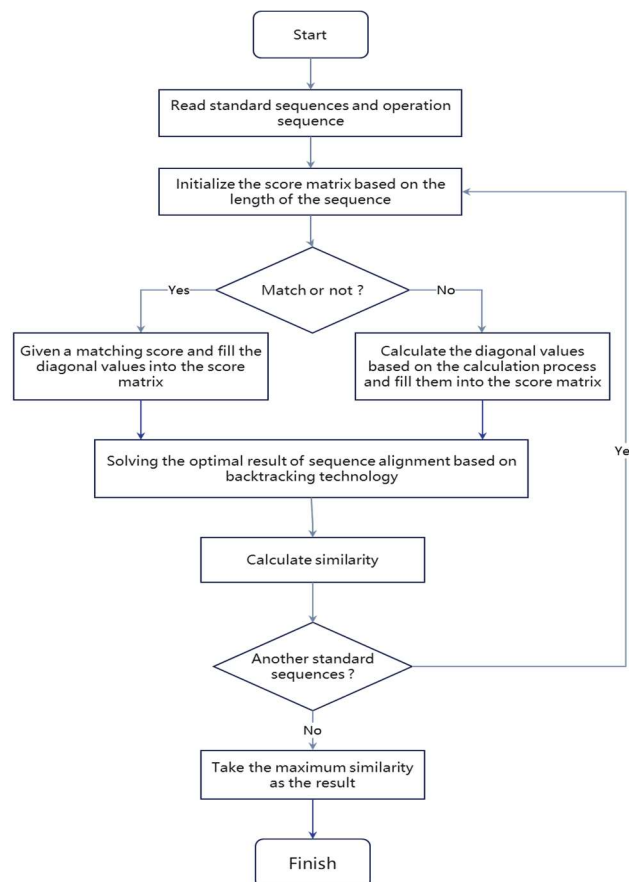 Start
Read standard sequences and operation
sequence
Initialize the score matrix based on the
length of the sequence
Match or not ?
Yes
No
Given a matching score and fill the
diagonal values into the score
matrix
Calculate the diagonal values
based on the calculation process
and fill them into the score matrix
Solving the optimal result of sequence alignment based on
backtracking technology
Ye
Calculate similarity
Another standard
sequences ?
No
Take the maximum similarity
as the result
Finish